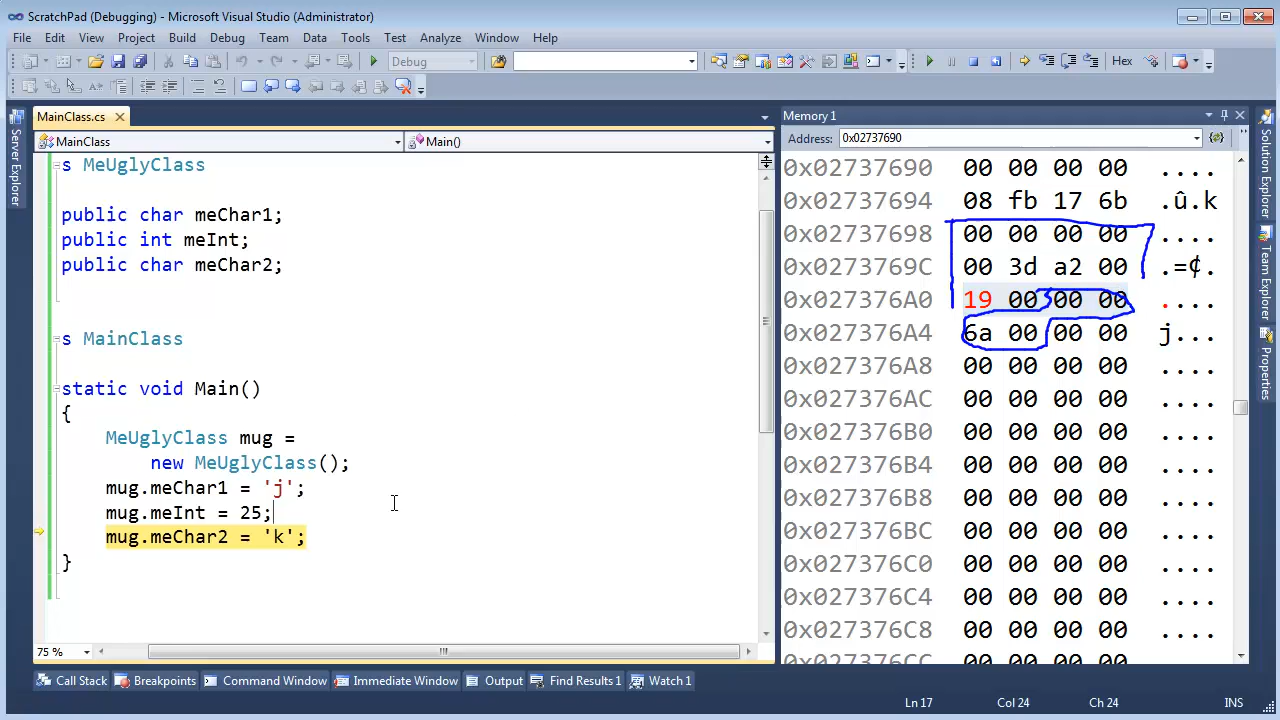 ScratchPad (Debugging) - Microsoft Visual Studio (Administrator)
File Edit View Project Build Debug Team Data Tools Test Analyze Window Help
Debug Hex
MainClass.cs
MainClass Main()
s MeUglyClass
public char meChar1;
public int meInt;
public char meChar2;
s MainClass
static void Main()
{
MeUglyClass mug =
new MeUglyClass();
mug.meChar1 = 'j';
mug.meInt = 25;
mug.meChar2 = 'k';
}
75 %
Server Explorer
Memory 1
Address: 0x02737690
0x02737690 00 00 00 00 ....
0x02737694 08 fb 17 6b .û.k
0x02737698 00 00 00 00 ....
0x0273769C 00 3d a2 00 .=¢.
0x027376A0 19 00 00 00 ....
0x027376A4 6a 00 00 00 j...
0x027376A8 00 00 00 00 ....
0x027376AC 00 00 00 00 ....
0x027376B0 00 00 00 00 ....
0x027376B4 00 00 00 00 ....
0x027376B8 00 00 00 00 ....
0x027376BC 00 00 00 00 ....
0x027376C0 00 00 00 00 ....
0x027376C4 00 00 00 00 ....
0x027376C8 00 00 00 00 ....
0x027376CC 00 00 00 00 ....
Solution Explorer
Team Explorer
Properties
Call Stack Breakpoints Command Window Immediate Window Output Find Results 1 Watch 1
Ln 17 Col 24 Ch 24 INS